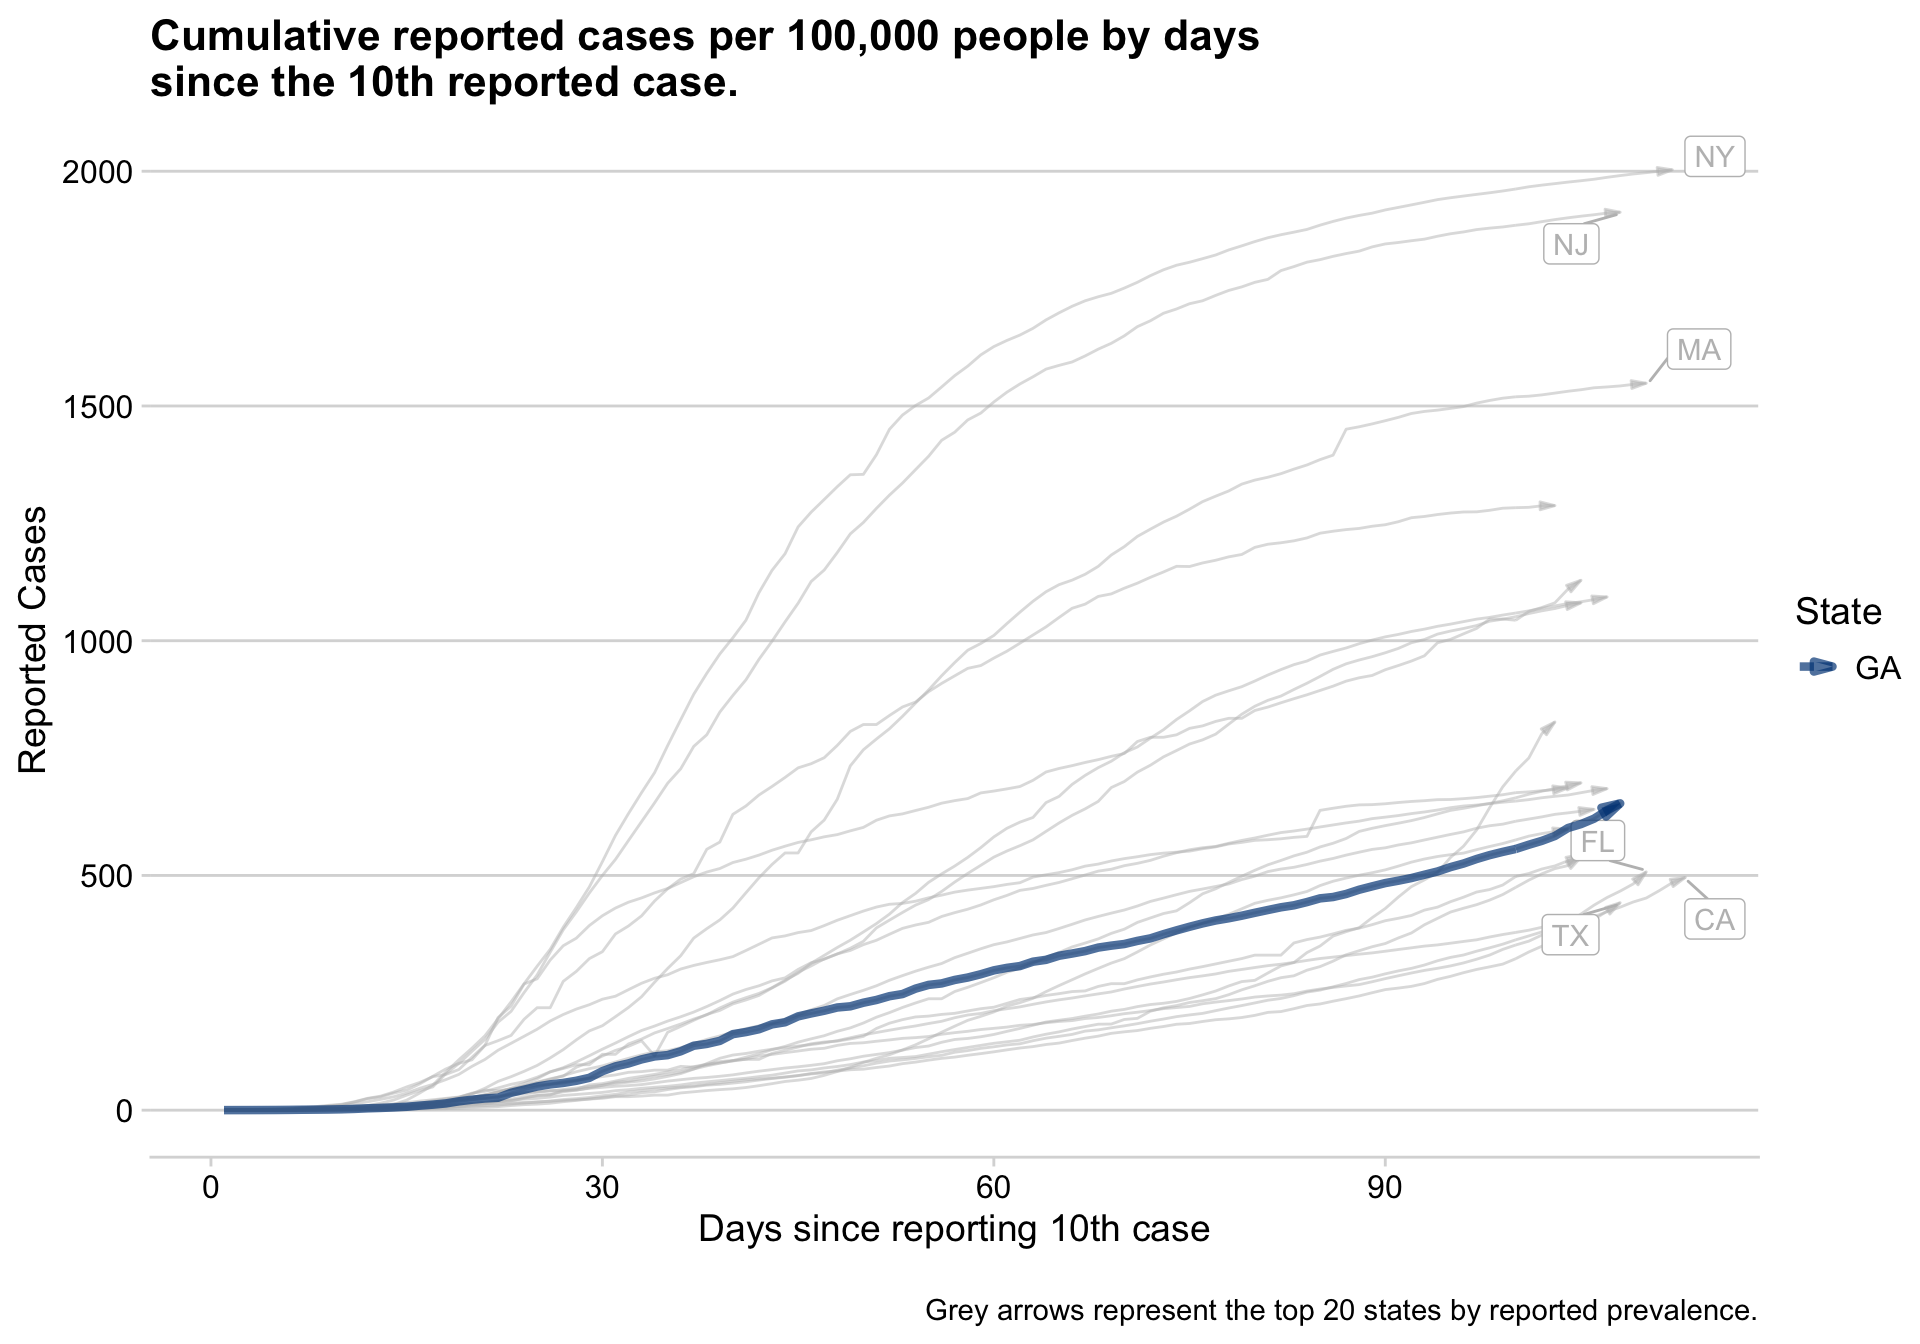 Cumulative reported cases per 100,000 people by days
since the 10th reported case.
2000
1500
1000
500
0
Reported Cases
NY
NJ
MA
FL
CA
TX
State
GA
0
30
60
90
Days since reporting 10th case
Grey arrows represent the top 20 states by reported prevalence.